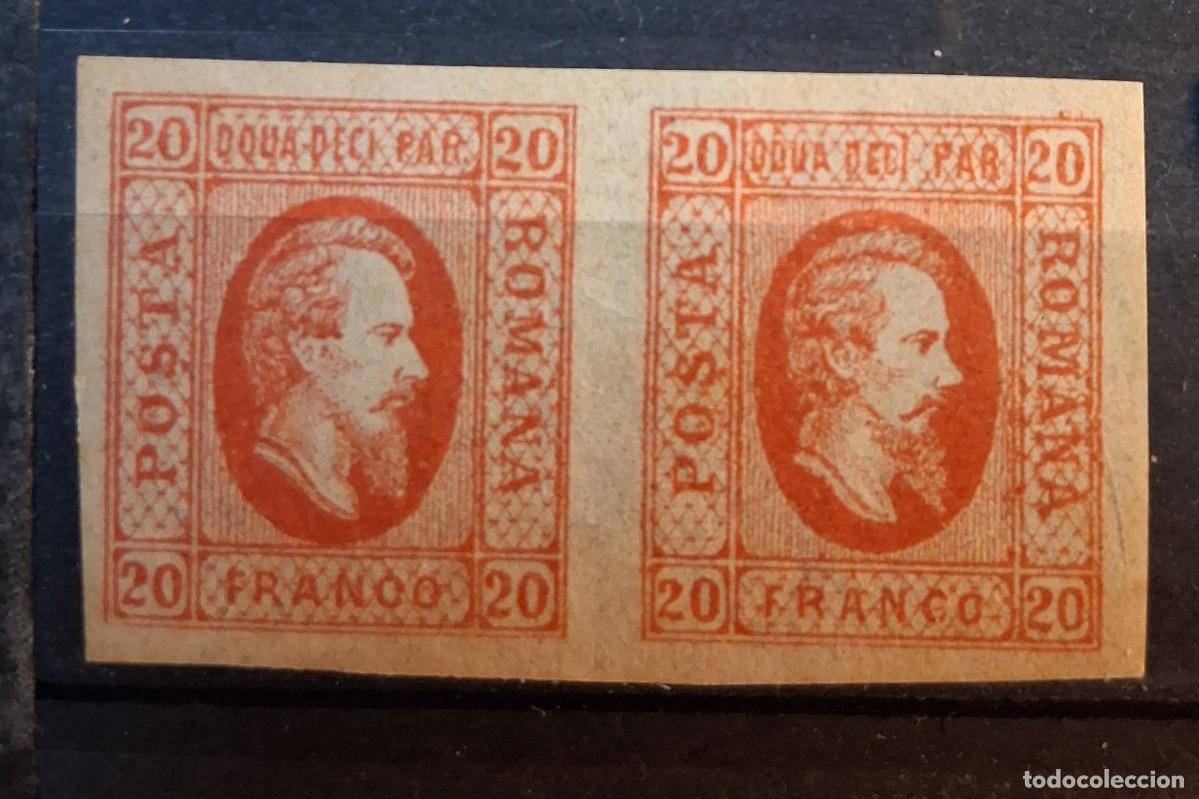 20 DOUA-DECI PAR. 20
POSTA
ROMANA
20 FRANCO 20
20 DOUA DECI PAR 20
POSTA
ROMANA
20 FRANCO 20
todocoleccion